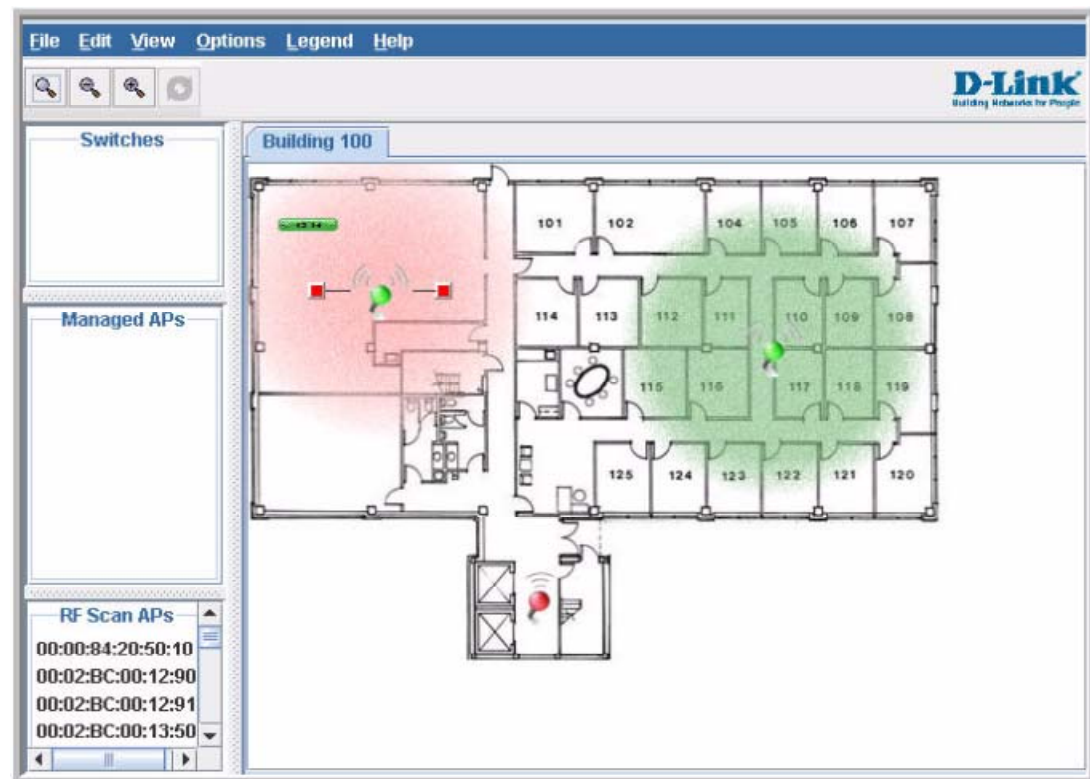 File Edit View Options Legend Help
D-Link
Building Networks for People
Switches
Building 100
Managed APs
RF Scan APs
00:00:84:20:50:10
00:02:BC:00:12:90
00:02:BC:00:12:91
00:02:BC:00:13:50
101 102 104 105 106 107
114 113 112 111 110 109 108
115 116 117 118 119
125 124 123 122 121 120